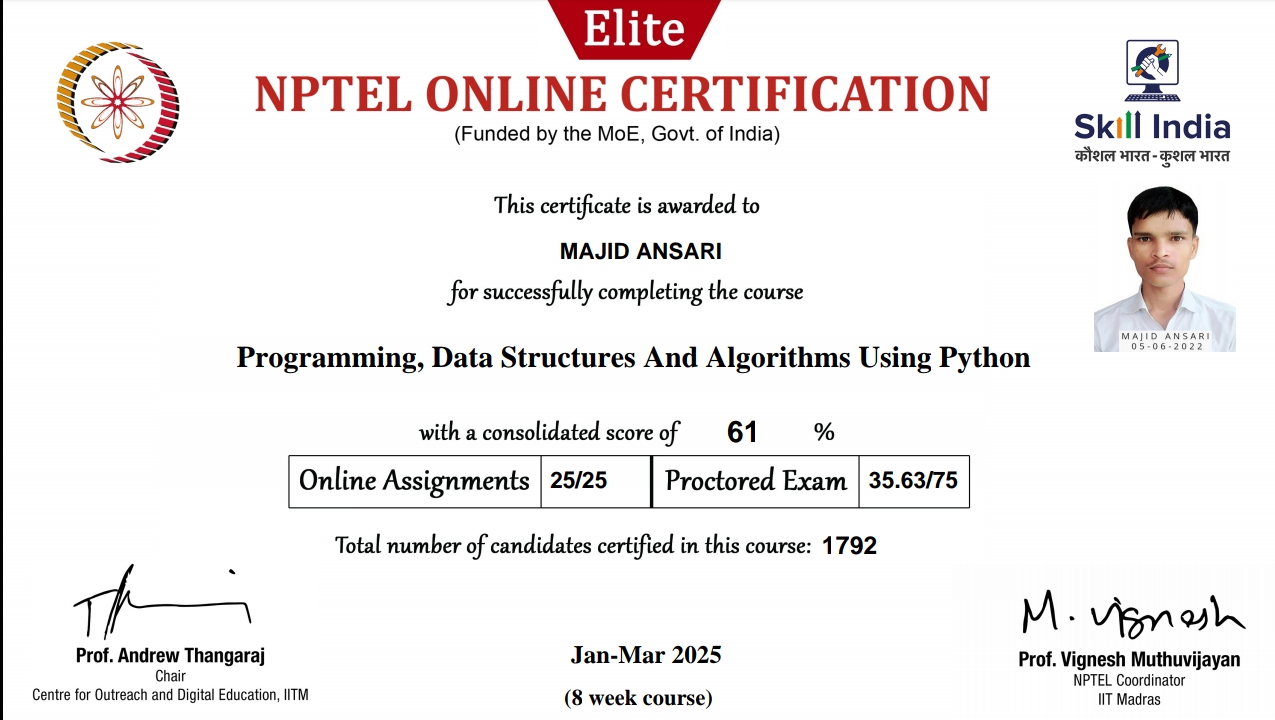 Elite
NPTEL ONLINE CERTIFICATION
(Funded by the MoE, Govt. of India)
Skill India
कौशल भारत - कुशल भारत
This certificate is awarded to
MAJID ANSARI
for successfully completing the course
MAJID ANSARI
05-06-2022
Programming, Data Structures And Algorithms Using Python
with a consolidated score of 61 %
Online Assignments 25/25 Proctored Exam 35.63/75
Total number of candidates certified in this course: 1792
M. Vignesh
Prof. Andrew Thangaraj
Chair
Centre for Outreach and Digital Education, IITM
Jan-Mar 2025
(8 week course)
Prof. Vignesh Muthuvijayan
NPTEL Coordinator
IIT Madras